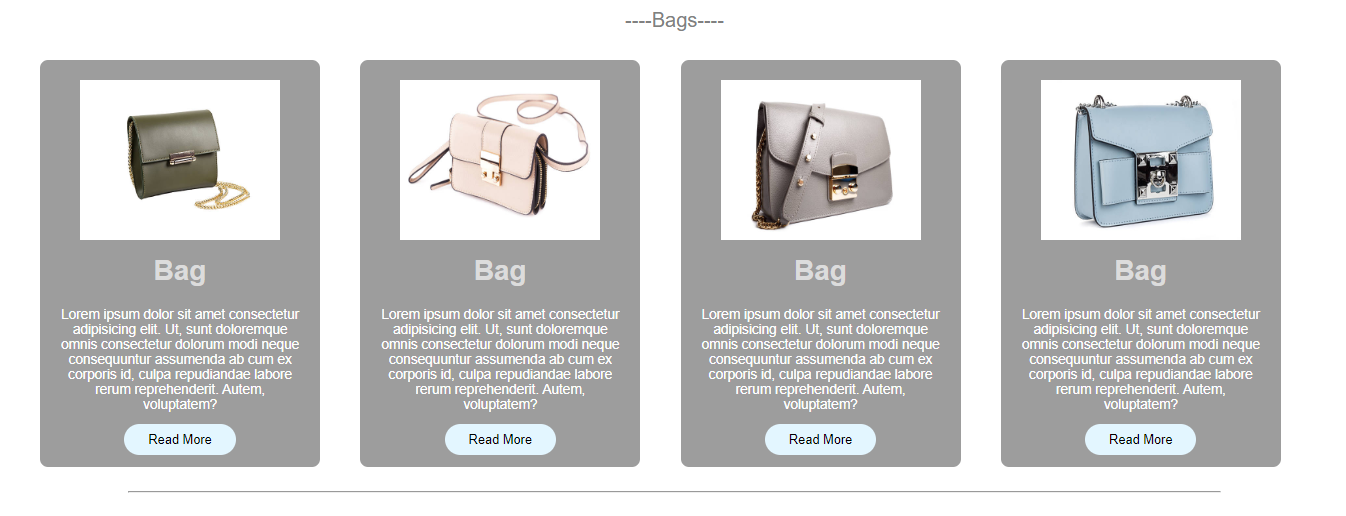 ----Bags----
Bag
Lorem ipsum dolor sit amet consectetur
adipisicing elit. Ut, sunt doloremque
omnis consectetur dolorum modi neque
consequuntur assumenda ab cum ex
corporis id, culpa repudiandae labore
rerum reprehenderit. Autem,
voluptatem?
Read More
Bag
Lorem ipsum dolor sit amet consectetur
adipisicing elit. Ut, sunt doloremque
omnis consectetur dolorum modi neque
consequuntur assumenda ab cum ex
corporis id, culpa repudiandae labore
rerum reprehenderit. Autem,
voluptatem?
Read More
Bag
Lorem ipsum dolor sit amet consectetur
adipisicing elit. Ut, sunt doloremque
omnis consectetur dolorum modi neque
consequuntur assumenda ab cum ex
corporis id, culpa repudiandae labore
rerum reprehenderit. Autem,
voluptatem?
Read More
Bag
Lorem ipsum dolor sit amet consectetur
adipisicing elit. Ut, sunt doloremque
omnis consectetur dolorum modi neque
consequuntur assumenda ab cum ex
corporis id, culpa repudiandae labore
rerum reprehenderit. Autem,
voluptatem?
Read More